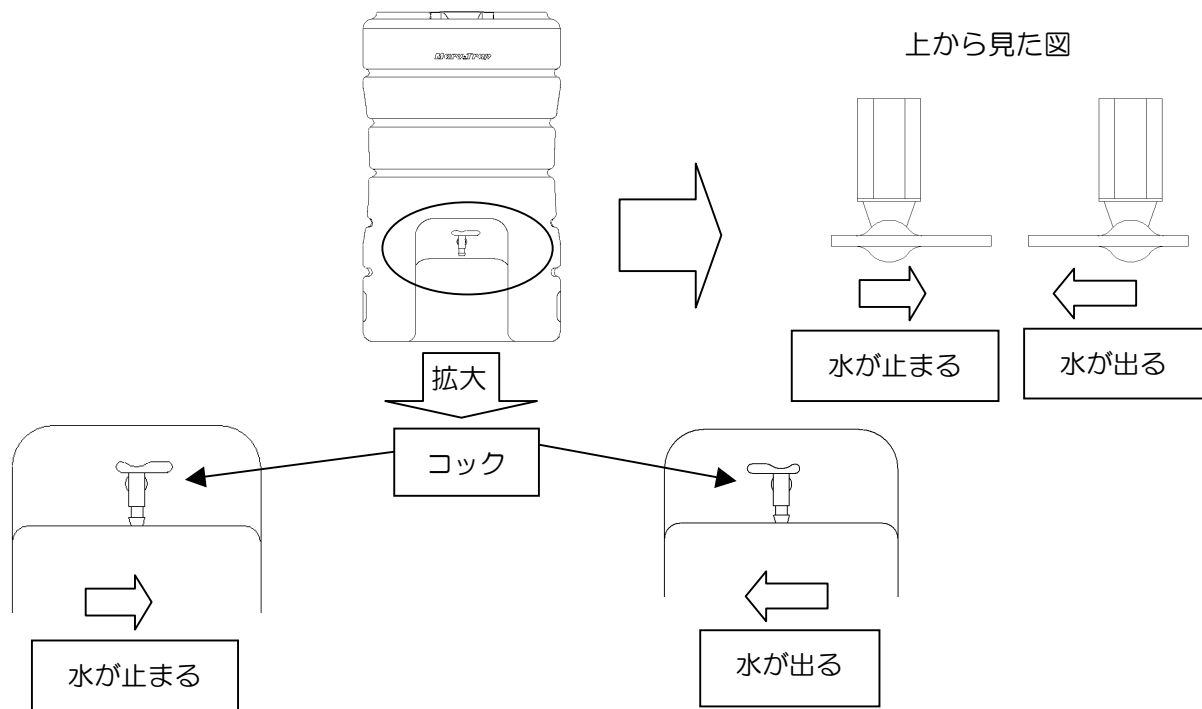 上から見た図
水が止まる
水が出る
拡大
コック
水が止まる
水が出る